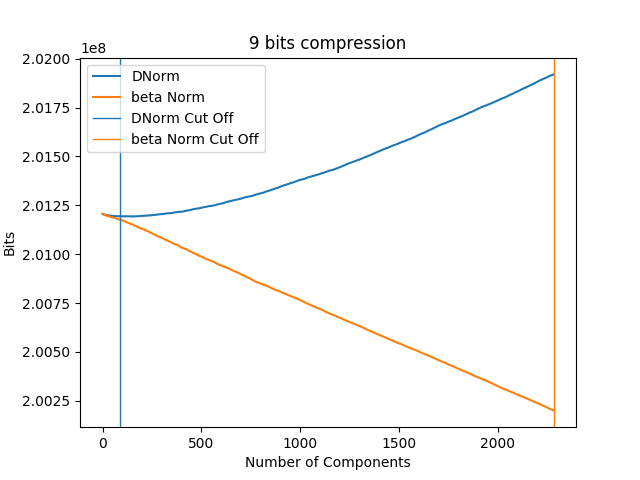 9 bits compression
1e8
2.0200
2.0175
2.0150
2.0125
2.0100
2.0075
2.0050
2.0025
Bits
DNorm
beta Norm
DNorm Cut Off
beta Norm Cut Off
0
500
1000
1500
2000
Number of Components